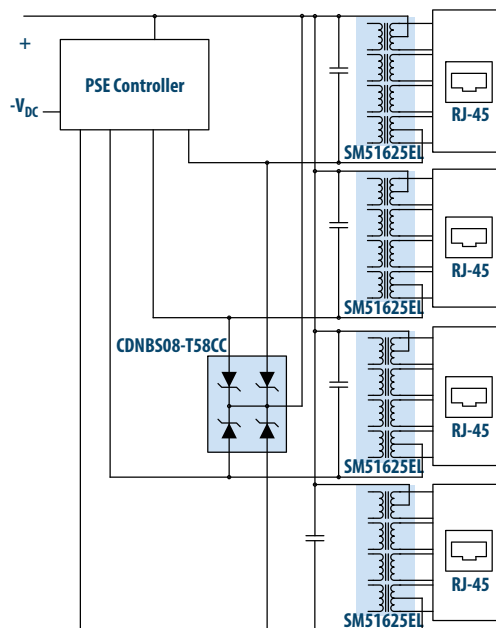 +
PSE Controller
-VDC
RJ-45
SM51625EL
RJ-45
SM51625EL
CDNBS08-T58CC
RJ-45
SM51625EL
RJ-45
SM51625EL